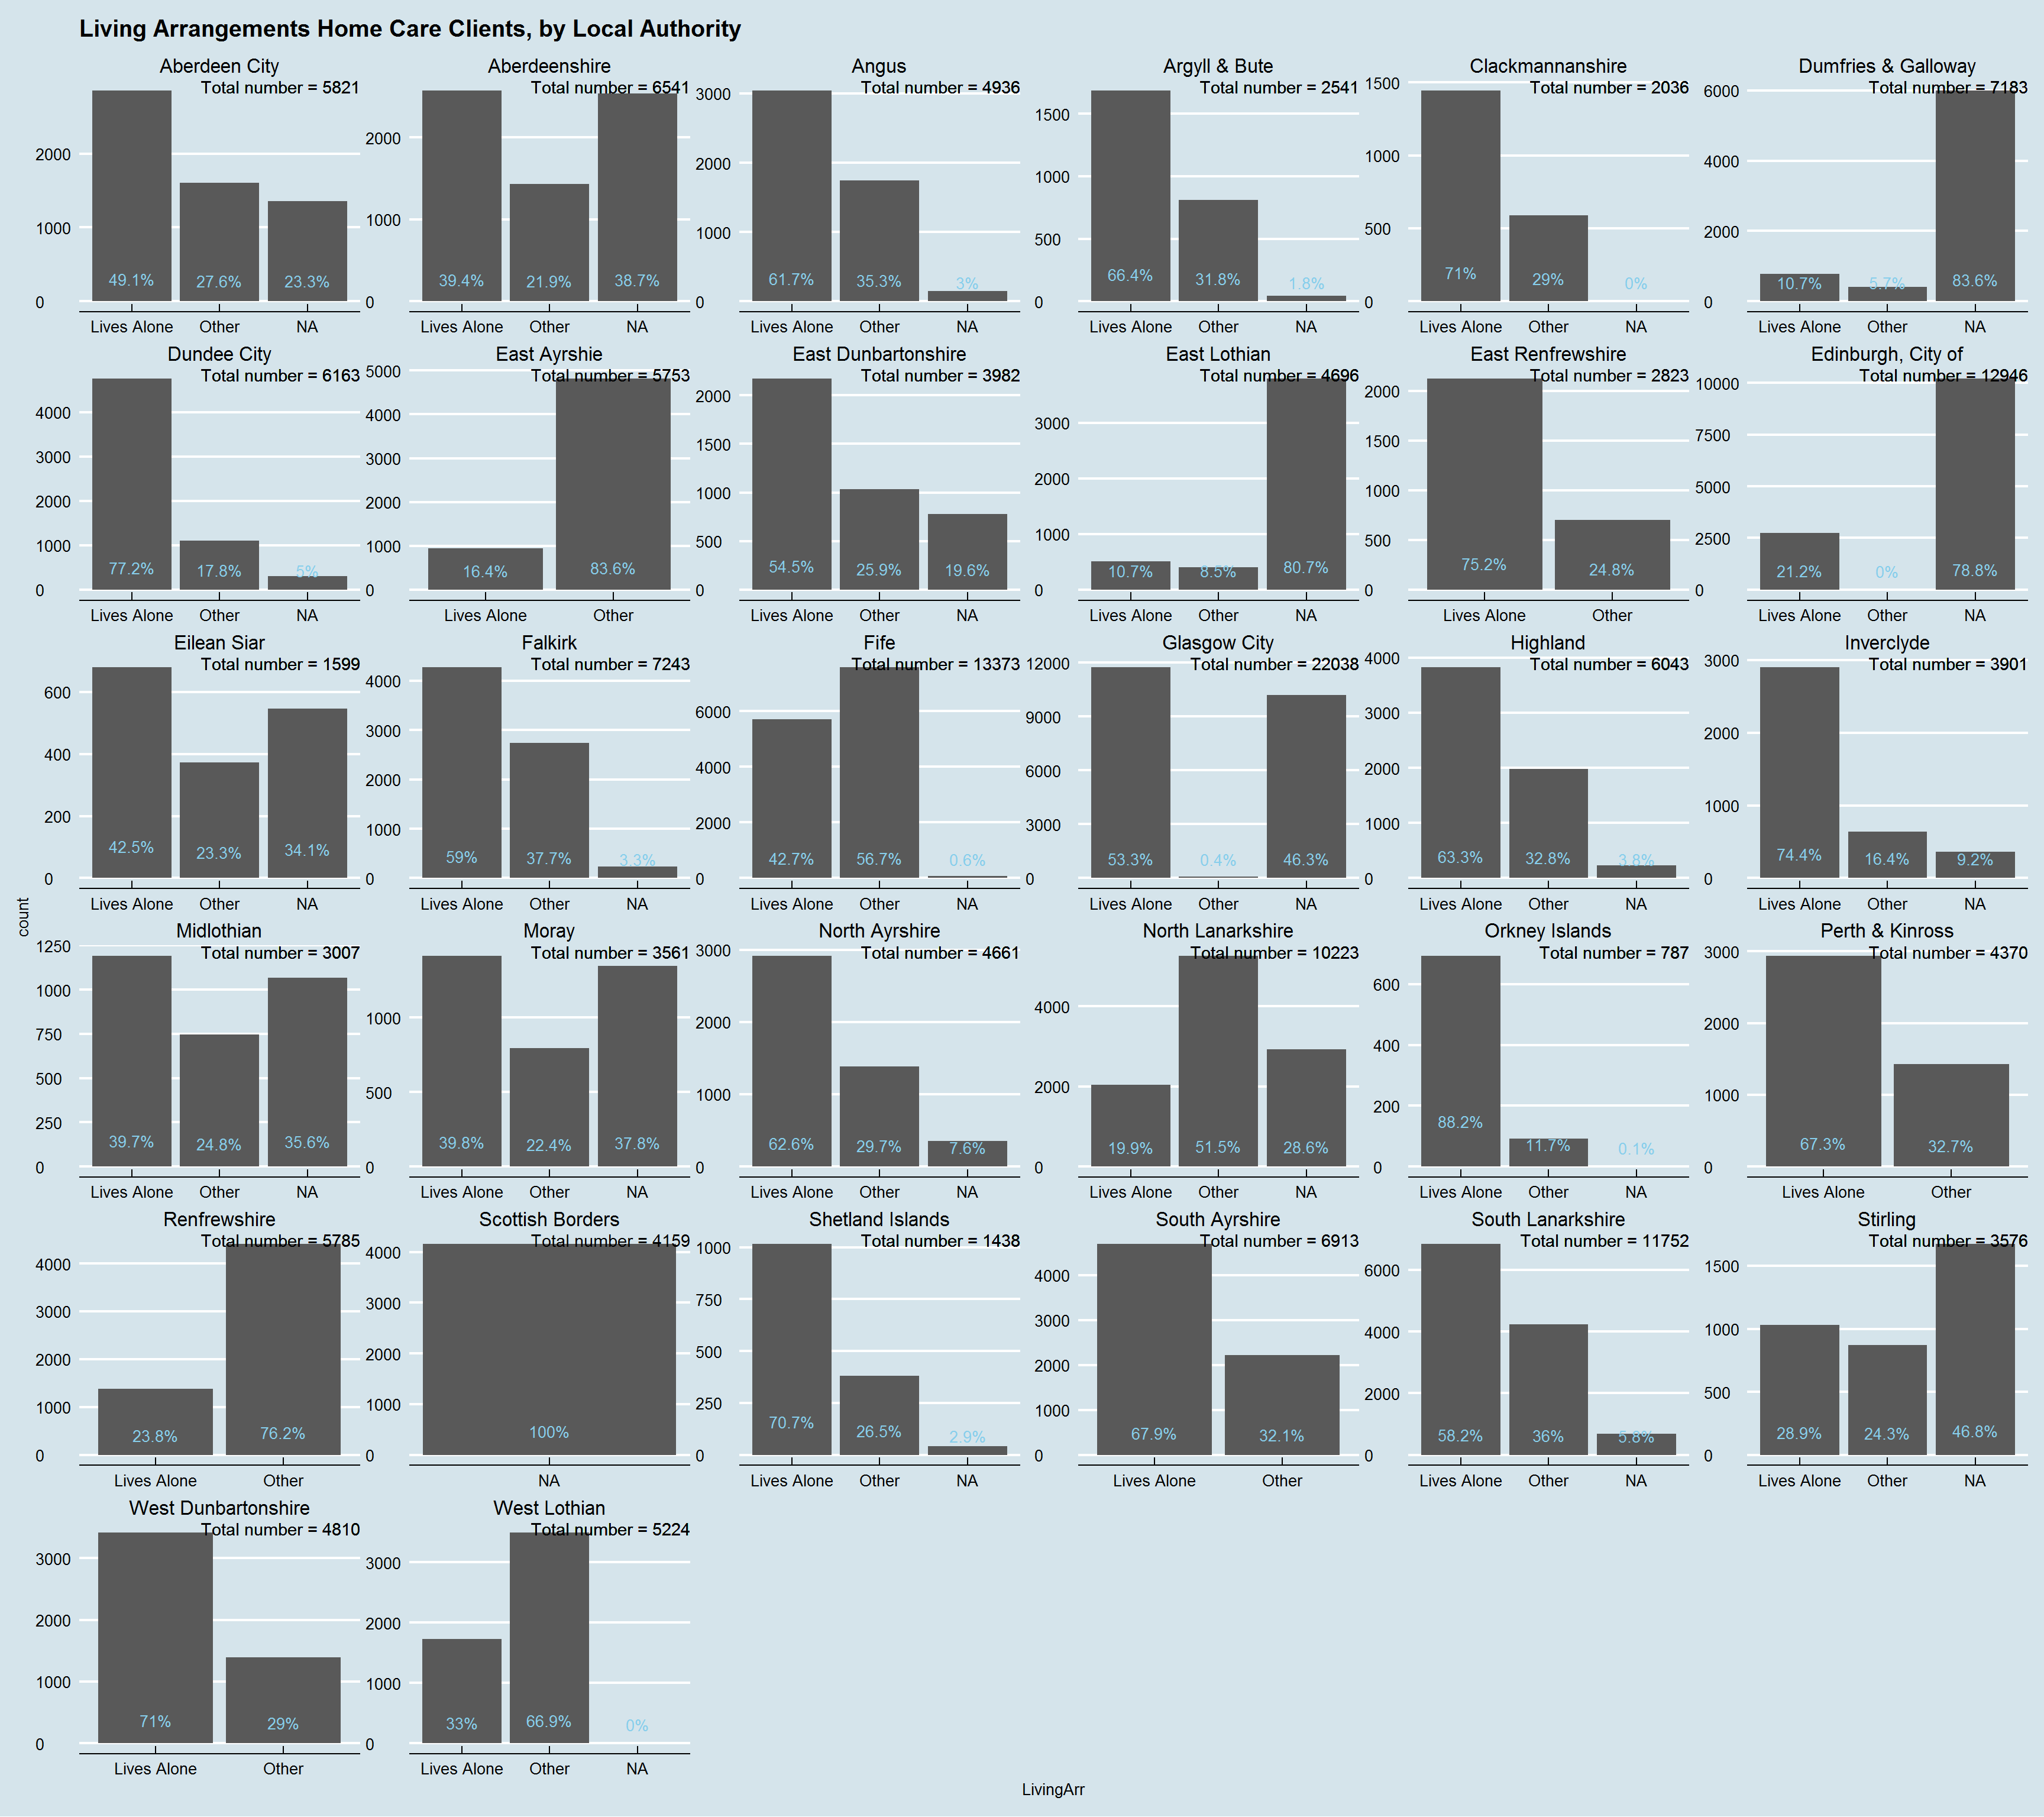 Living Arrangements Home Care Clients, by Local Authority
Aberdeen City
Total number = 5821
2000
1000
0
49.1% 27.6% 23.3%
Lives Alone Other NA
Aberdeenshire
Total number = 6541
2000
1000
0
39.4% 21.9% 38.7%
Lives Alone Other NA
Angus
Total number = 4936
3000
2000
1000
0
61.7% 35.3% 3%
Lives Alone Other NA
Argyll & Bute
Total number = 2541
1500
1000
500
0
66.4% 31.8% 1.8%
Lives Alone Other NA
Clackmannanshire
Total number = 2036
1500
1000
500
0
71% 29% 0%
Lives Alone Other NA
Dumfries & Galloway
Total number = 7183
6000
4000
2000
0
10.7% 5.7% 83.6%
Lives Alone Other NA
Dundee City
Total number = 6163
4000
3000
2000
1000
0
77.2% 17.8% 5%
Lives Alone Other NA
East Ayrshie
Total number = 5753
5000
4000
3000
2000
1000
0
16.4% 83.6%
Lives Alone Other
East Dunbartonshire
Total number = 3982
2000
1500
1000
500
0
54.5% 25.9% 19.6%
Lives Alone Other NA
East Lothian
Total number = 4696
3000
2000
1000
0
10.7% 8.5% 80.7%
Lives Alone Other NA
East Renfrewshire
Total number = 2823
2000
1500
1000
500
0
75.2% 24.8%
Lives Alone Other
Edinburgh, City of
Total number = 12946
10000
7500
5000
2500
0
21.2% 0% 78.8%
Lives Alone Other NA
Eilean Siar
Total number = 1599
600
400
200
0
42.5% 23.3% 34.1%
Lives Alone Other NA
Falkirk
Total number = 7243
4000
3000
2000
1000
0
59% 37.7% 3.3%
Lives Alone Other NA
Fife
Total number = 13373
6000
4000
2000
0
42.7% 56.7% 0.6%
Lives Alone Other NA
Glasgow City
Total number = 22038
12000
9000
6000
3000
0
53.3% 0.4% 46.3%
Lives Alone Other NA
Highland
Total number = 6043
4000
3000
2000
1000
0
63.3% 32.8% 3.8%
Lives Alone Other NA
Inverclyde
Total number = 3901
3000
2000
1000
0
74.4% 16.4% 9.2%
Lives Alone Other NA
count
Midlothian
Total number = 3007
1250
1000
750
500
250
0
39.7% 24.8% 35.6%
Lives Alone Other NA
Moray
Total number = 3561
1000
500
0
39.8% 22.4% 37.8%
Lives Alone Other NA
North Ayrshire
Total number = 4661
3000
2000
1000
0
62.6% 29.7% 7.6%
Lives Alone Other NA
North Lanarkshire
Total number = 10223
4000
2000
0
19.9% 51.5% 28.6%
Lives Alone Other NA
Orkney Islands
Total number = 787
600
400
200
0
88.2% 11.7% 0.1%
Lives Alone Other NA
Perth & Kinross
Total number = 4370
3000
2000
1000
0
67.3% 32.7%
Lives Alone Other
Renfrewshire
Total number = 5785
4000
3000
2000
1000
0
23.8% 76.2%
Lives Alone Other
Scottish Borders
Total number = 4159
4000
3000
2000
1000
0
100%
NA
Shetland Islands
Total number = 1438
1000
750
500
250
0
70.7% 26.5% 2.9%
Lives Alone Other NA
South Ayrshire
Total number = 6913
4000
3000
2000
1000
0
67.9% 32.1%
Lives Alone Other
South Lanarkshire
Total number = 11752
6000
4000
2000
0
58.2% 36% 5.8%
Lives Alone Other NA
Stirling
Total number = 3576
1500
1000
500
0
28.9% 24.3% 46.8%
Lives Alone Other NA
West Dunbartonshire
Total number = 4810
3000
2000
1000
0
71% 29%
Lives Alone Other
West Lothian
Total number = 5224
3000
2000
1000
0
33% 66.9% 0%
Lives Alone Other NA
LivingArr